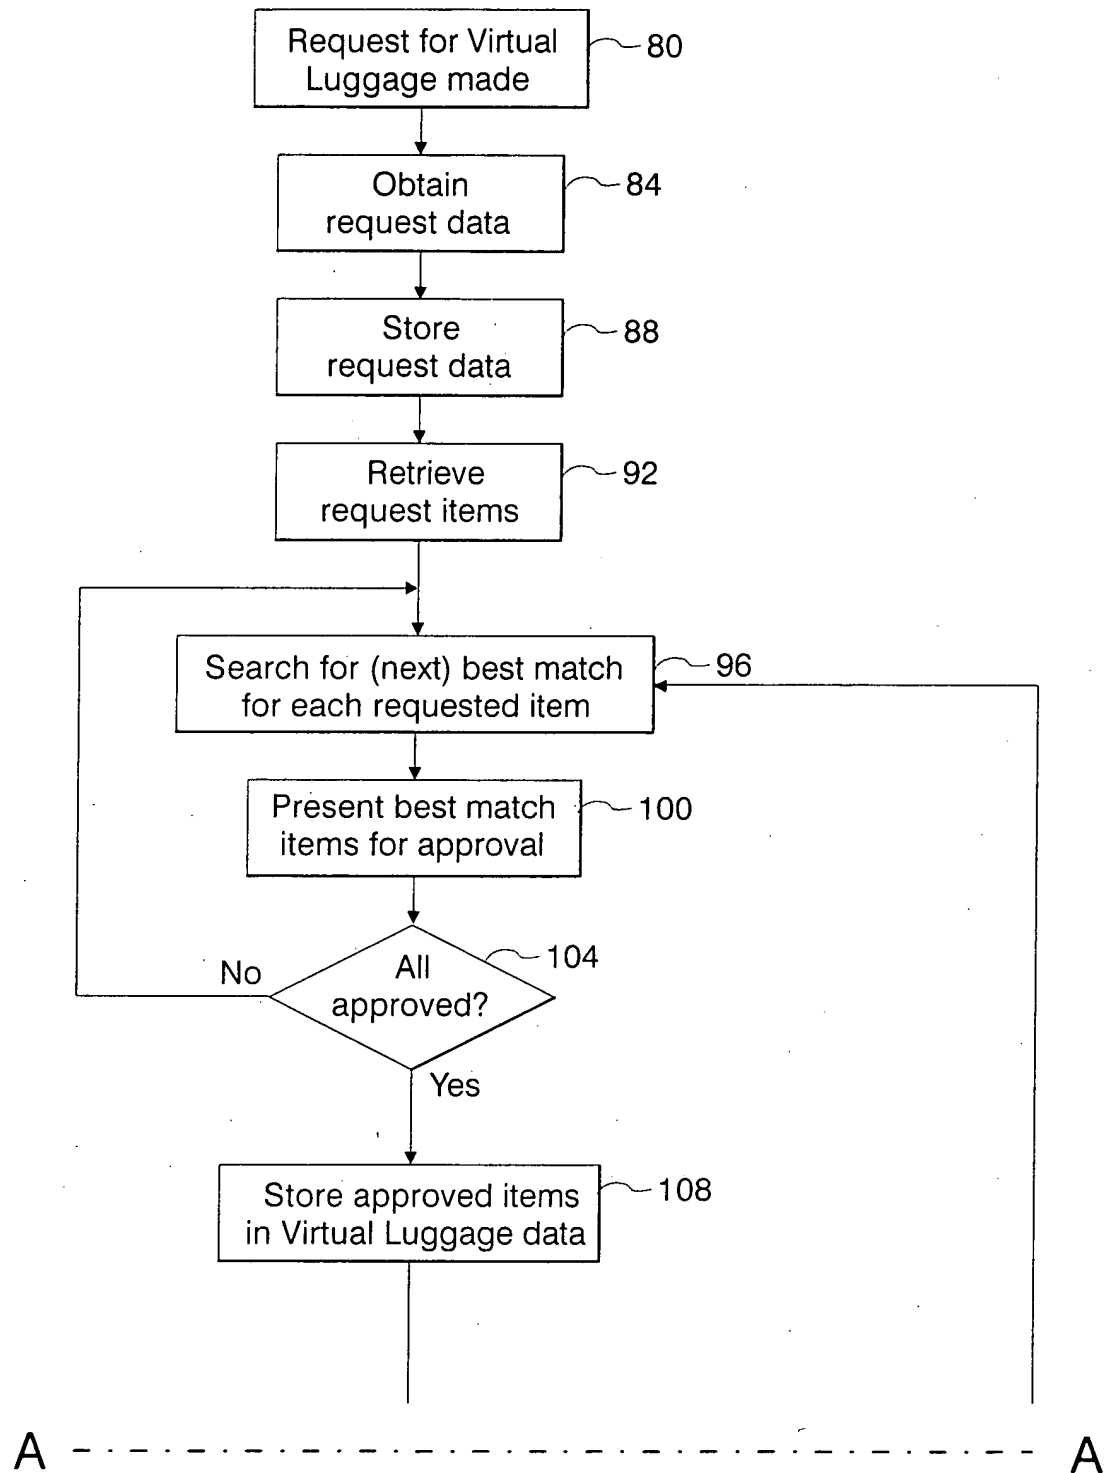 Request for Virtual
Luggage made
80
Obtain
request data
84
Store
request data
88
Retrieve
request items
92
Search for (next) best match
for each requested item
96
Present best match
items for approval
100
All
approved?
104
No
Yes
Store approved items
in Virtual Luggage data
108
A
A